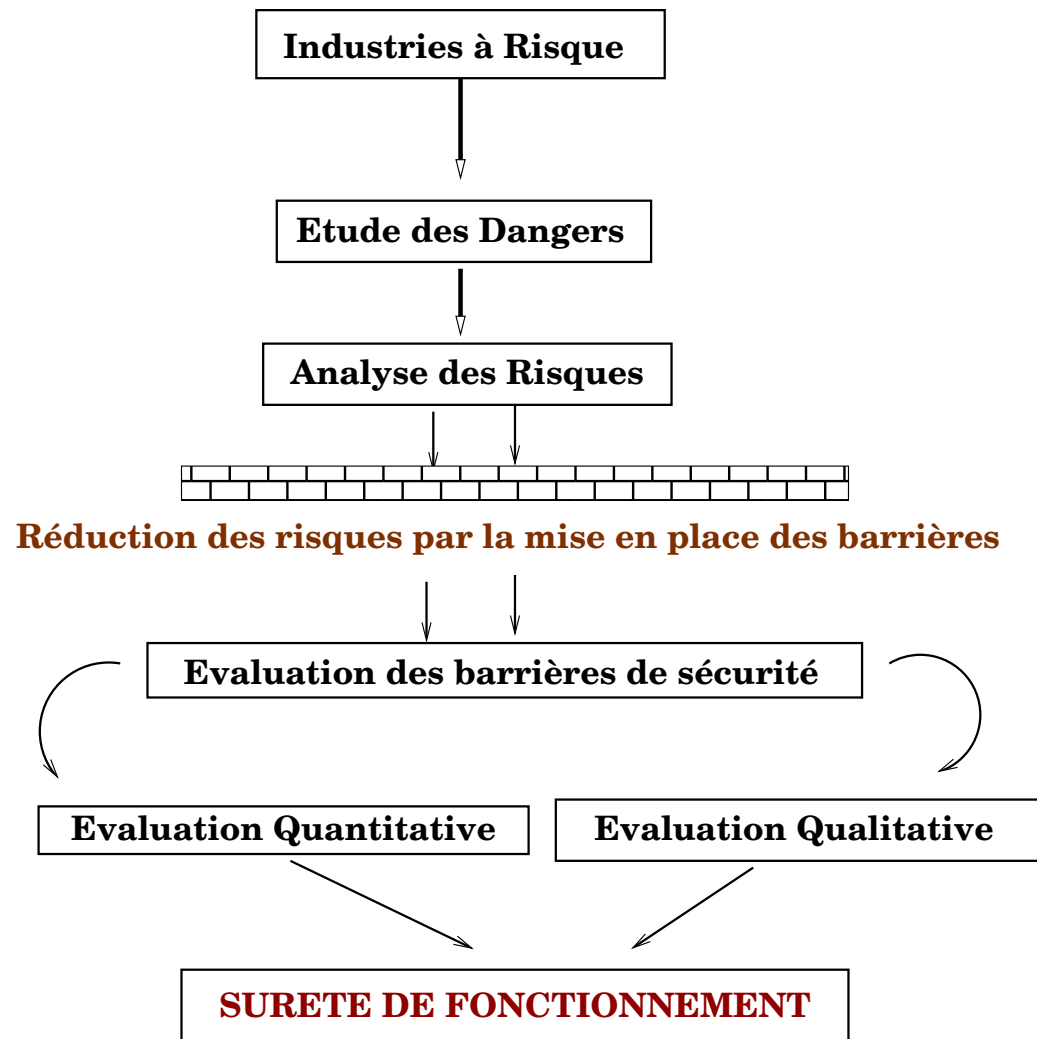 Industries à Risque
Etude des Dangers
Analyse des Risques
Réduction des risques par la mise en place des barrières
Evaluation des barrières de sécurité
Evaluation Quantitative
Evaluation Qualitative
SURETE DE FONCTIONNEMENT